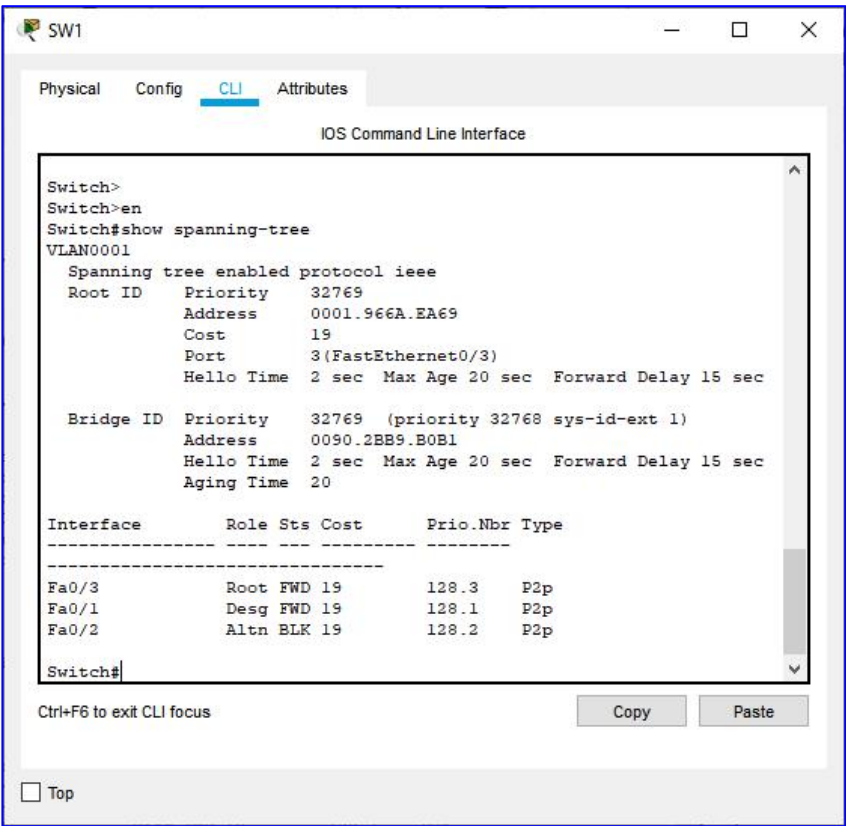 SW1
Physical Config CLI Attributes
IOS Command Line Interface
Switch>
Switch>en
Switch#show spanning-tree
VLAN0001
  Spanning tree enabled protocol ieee
  Root ID    Priority    32769
             Address     0001.966A.EA69
             Cost        19
             Port        3(FastEthernet0/3)
             Hello Time  2 sec  Max Age 20 sec  Forward Delay 15 sec
  Bridge ID  Priority    32769  (priority 32768 sys-id-ext 1)
             Address     0090.2BB9.B0B1
             Hello Time  2 sec  Max Age 20 sec  Forward Delay 15 sec
             Aging Time  20
Interface        Role Sts Cost      Prio.Nbr Type
---------------- ---- --- --------- --------
--------------------------------
Fa0/3            Root FWD 19        128.3    P2p
Fa0/1            Desg FWD 19        128.1    P2p
Fa0/2            Altn BLK 19        128.2    P2p
Switch#
Ctrl+F6 to exit CLI focus
Copy Paste
Top